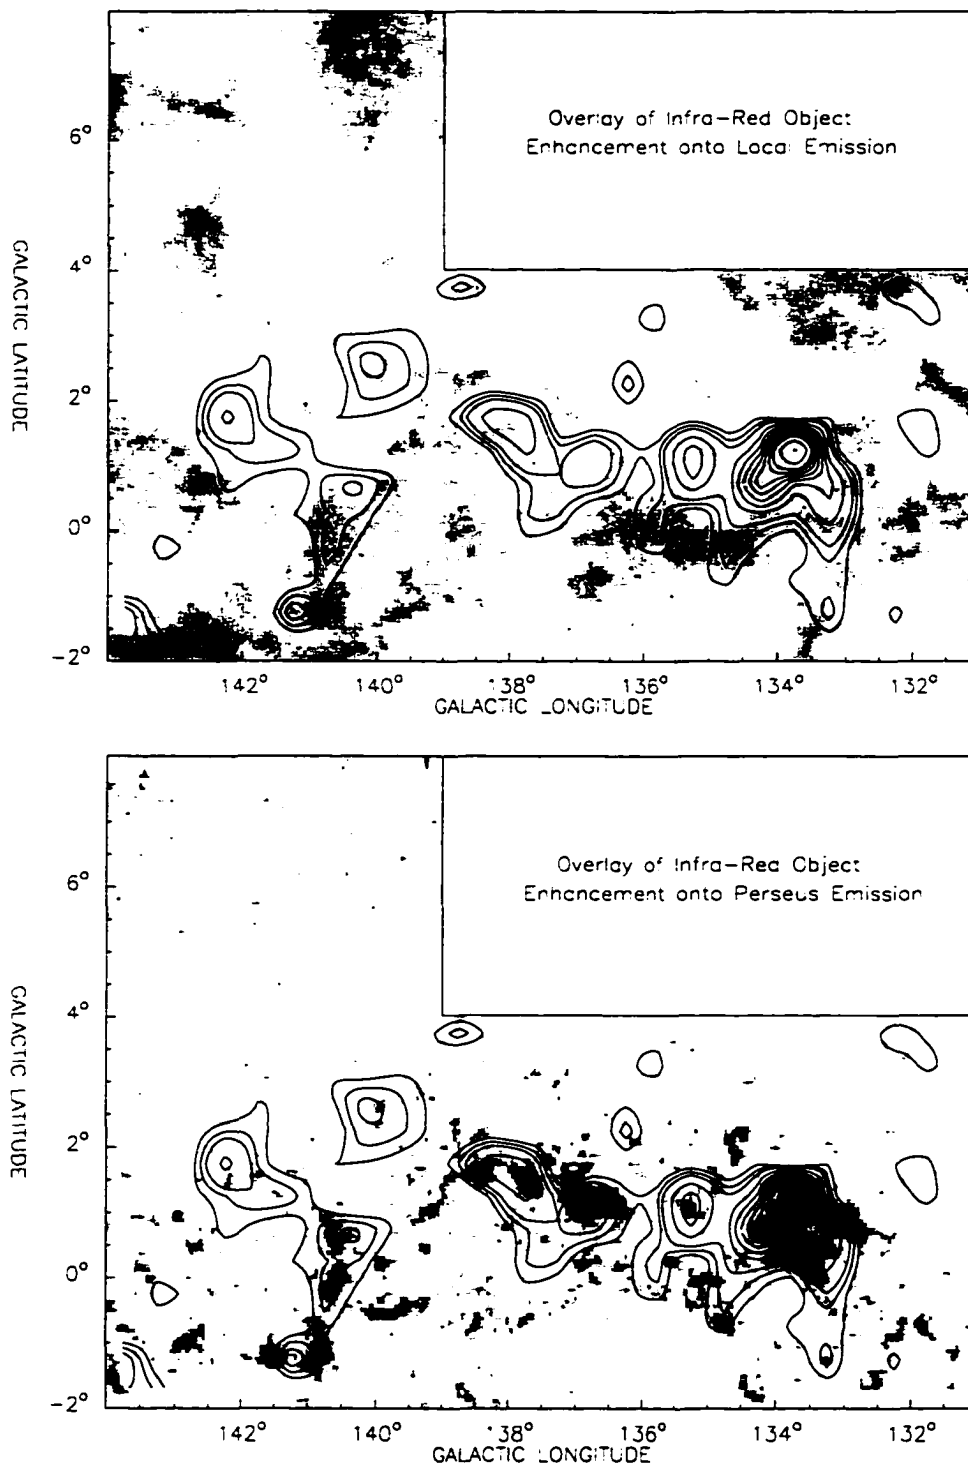 Overlay of Infra-Red Object
Enhancement onto Local Emission
6°
4°
2°
0°
-2°
GALACTIC LATITUDE
142° 140° 138° 136° 134° 132°
GALACTIC LONGITUDE
Overlay of Infra-Red Object
Enhancement onto Perseus Emission
6°
4°
2°
0°
-2°
GALACTIC LATITUDE
142° 140° 138° 136° 134° 132°
GALACTIC LONGITUDE